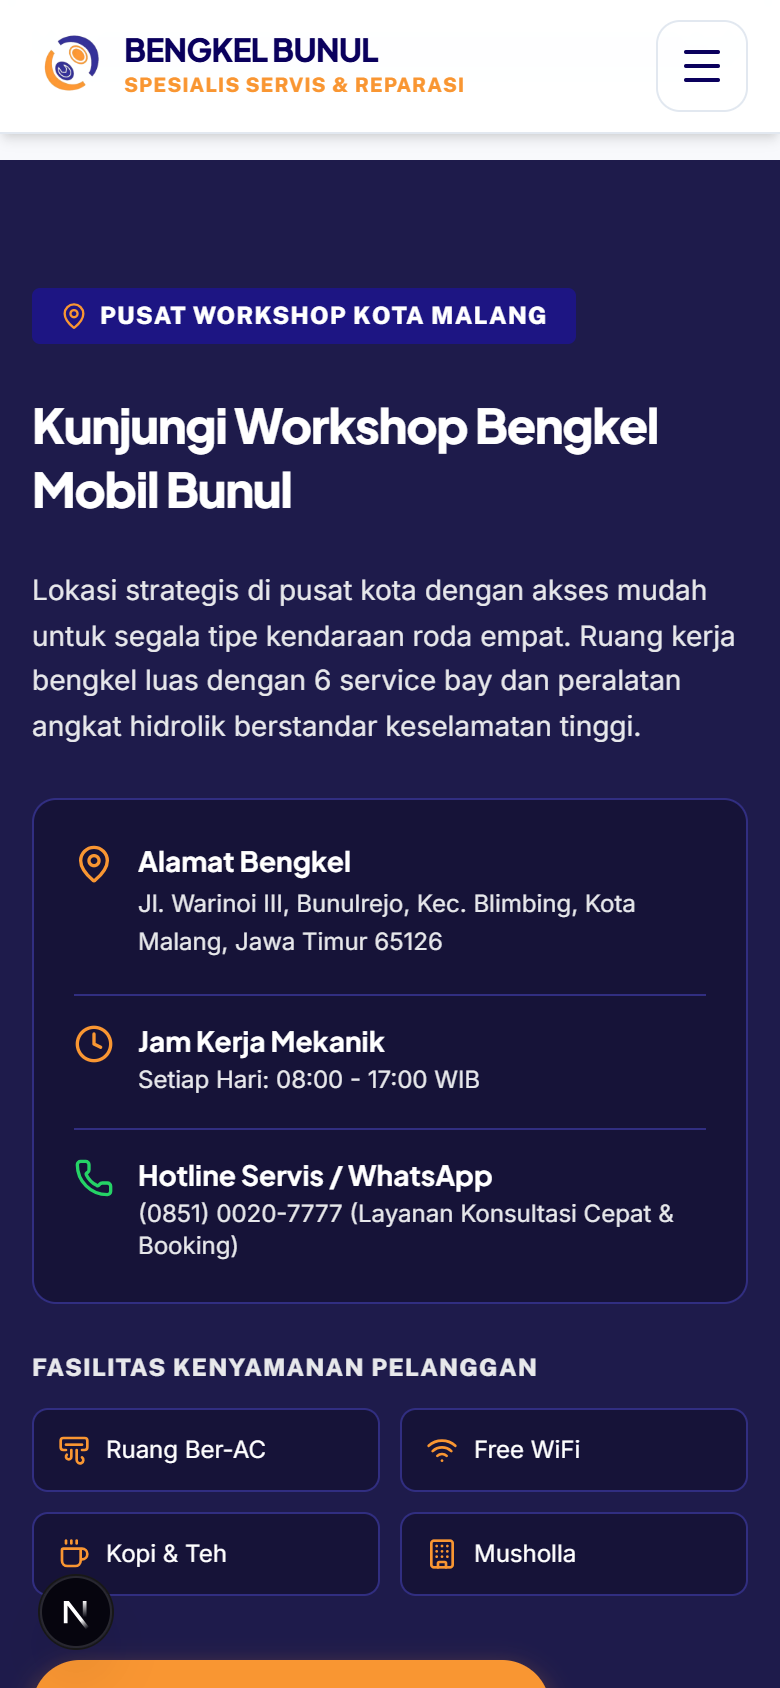 BENGKEL BUNUL
SPESIALIS SERVIS & REPARASI
PUSAT WORKSHOP KOTA MALANG
Kunjungi Workshop Bengkel
Mobil Bunul
Lokasi strategis di pusat kota dengan akses mudah
untuk segala tipe kendaraan roda empat. Ruang kerja
bengkel luas dengan 6 service bay dan peralatan
angkat hidrolik berstandar keselamatan tinggi.
Alamat Bengkel
Jl. Warinoi III, Bunulrejo, Kec. Blimbing, Kota
Malang, Jawa Timur 65126
Jam Kerja Mekanik
Setiap Hari: 08:00 - 17:00 WIB
Hotline Servis / WhatsApp
(0851) 0020-7777 (Layanan Konsultasi Cepat &
Booking)
FASILITAS KENYAMANAN PELANGGAN
Ruang Ber-AC
Free WiFi
Kopi & Teh
Musholla
N